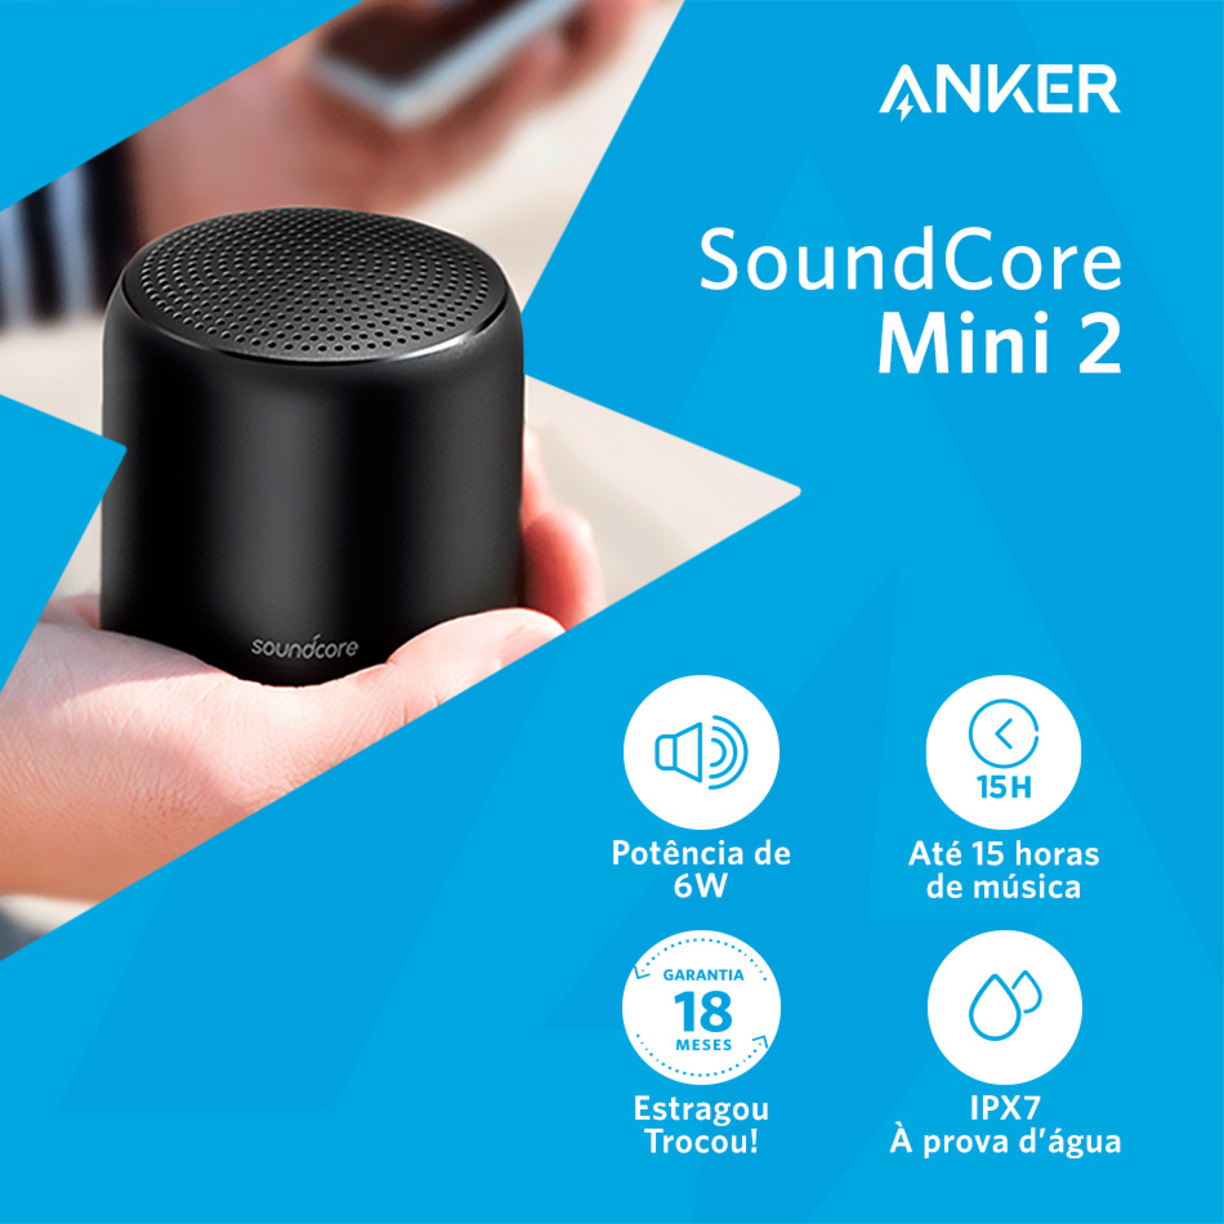 ANKER
SoundCore
Mini 2
soundcore
15H
Potência de
6W
Até 15 horas
de música
GARANTIA
18
MESES
Estragou
Trocou!
IPX7
À prova d’água